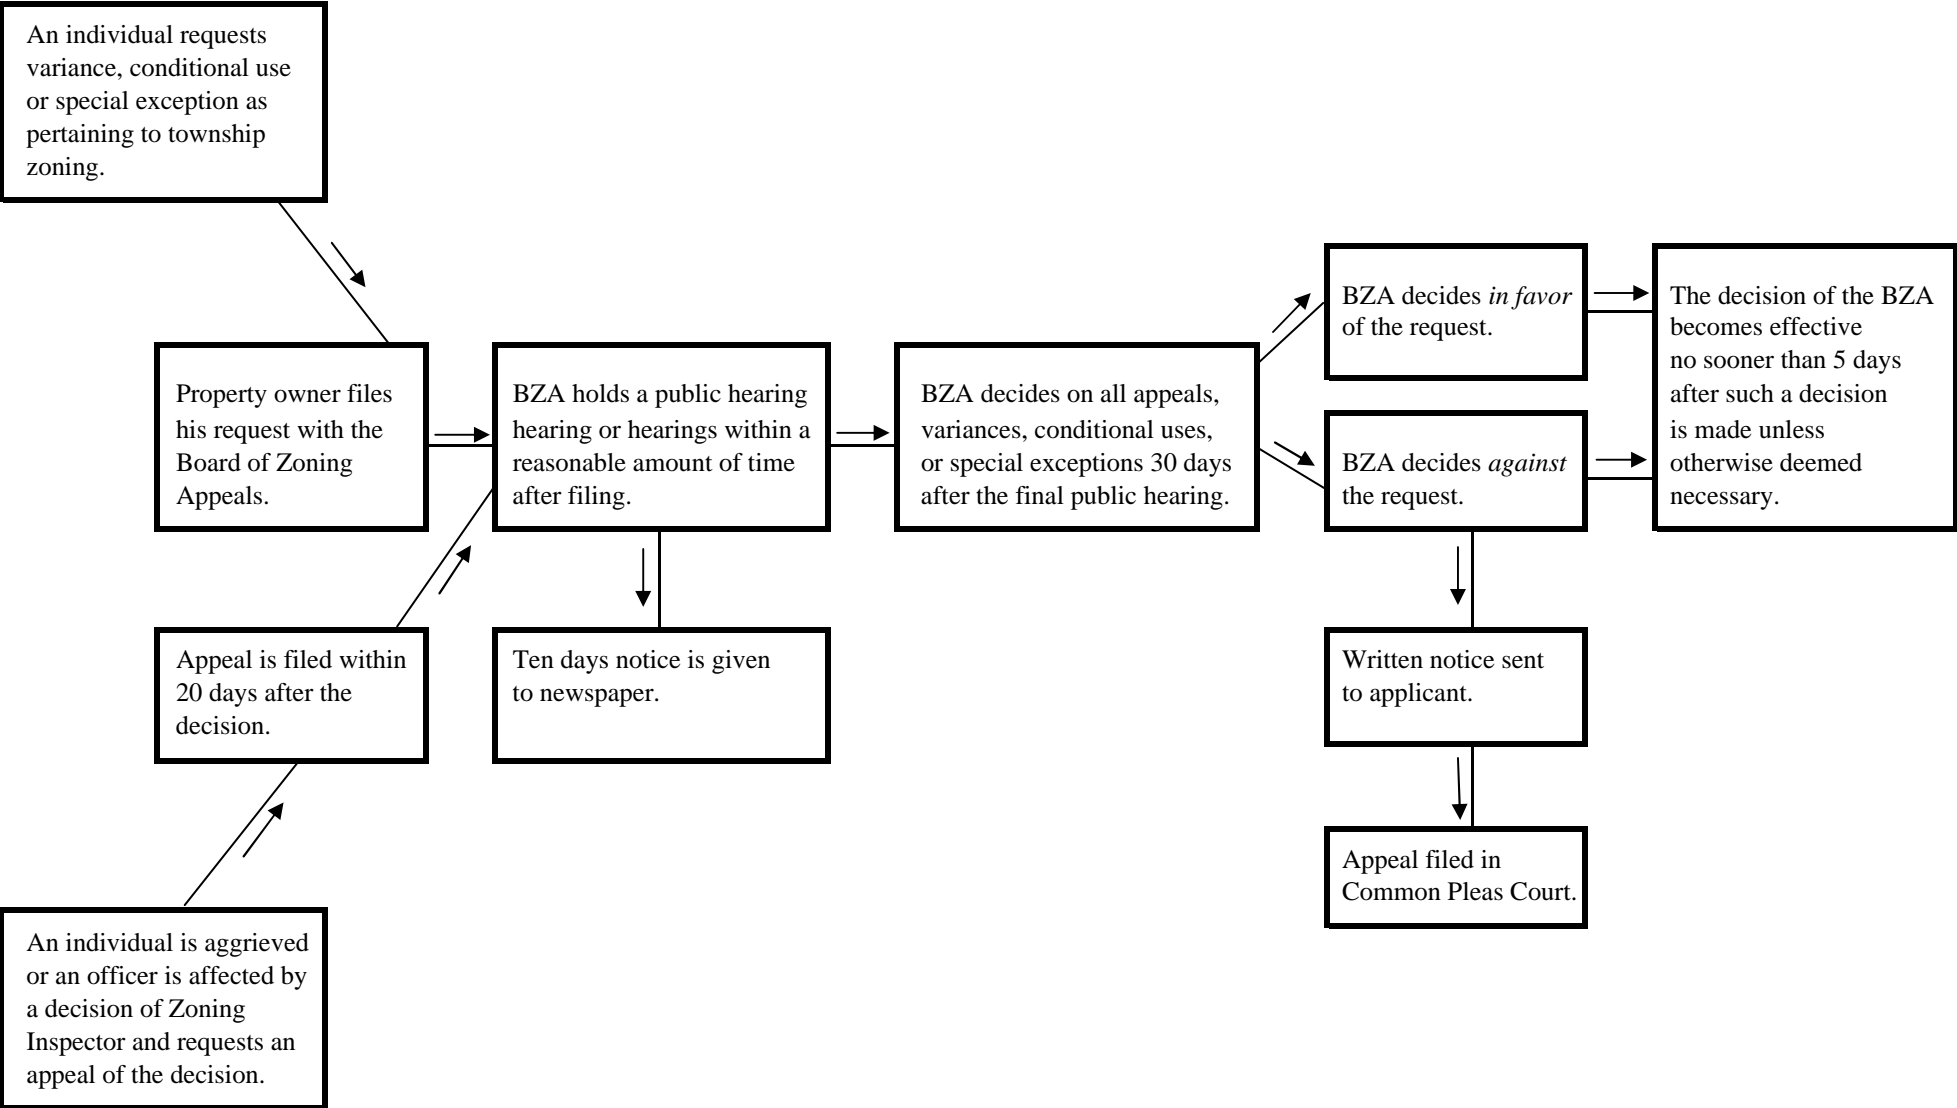 An individual requests
variance, conditional use
or special exception as
pertaining to township
zoning.
Property owner files
his request with the
Board of Zoning
Appeals.
BZA holds a public hearing
hearing or hearings within a
reasonable amount of time
after filing.
BZA decides on all appeals,
variances, conditional uses,
or special exceptions 30 days
after the final public hearing.
BZA decides in favor
of the request.
The decision of the BZA
becomes effective
no sooner than 5 days
after such a decision
is made unless
otherwise deemed
necessary.
BZA decides against
the request.
Appeal is filed within
20 days after the
decision.
Ten days notice is given
to newspaper.
Written notice sent
to applicant.
Appeal filed in
Common Pleas Court.
An individual is aggrieved
or an officer is affected by
a decision of Zoning
Inspector and requests an
appeal of the decision.